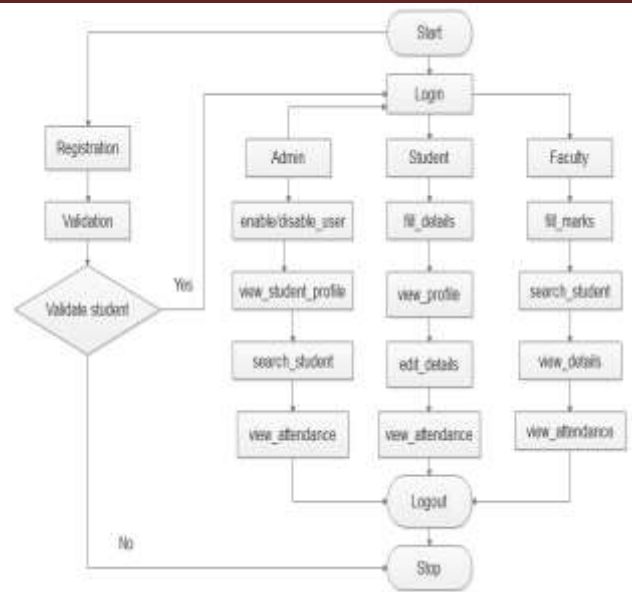 Start
Login
Registration
Admin
Student
Faculty
Validation
enable/disable_user
fill_details
fill_marks
Validate student
Yes
view_student_profile
view_profile
search_student
search_student
edit_details
view_details
view_attendance
view_attendance
view_attendance
Logout
No
Stop